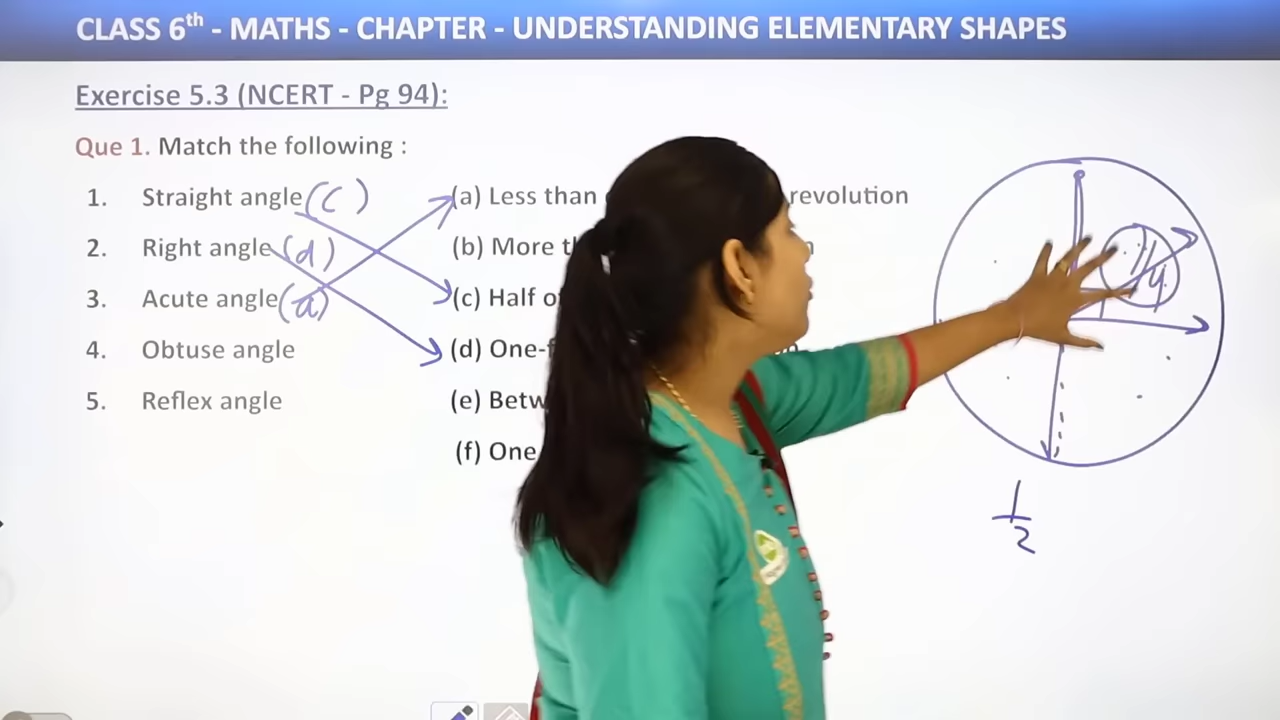 CLASS 6th - MATHS - CHAPTER - UNDERSTANDING ELEMENTARY SHAPES
Exercise 5.3 (NCERT - Pg 94):
Que 1. Match the following :
1. Straight angle (c) (a) Less than revolution
2. Right angle (d) (b) More
3. Acute angle (a) (c) Half
4. Obtuse angle (d)
5. Reflex angle (e)
(f) One
1/4
1/2